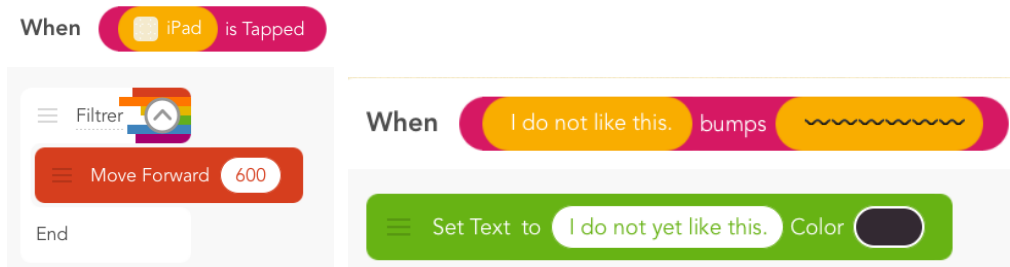 When iPad is Tapped
Filtrer
Move Forward 600
End
When I do not like this. bumps
Set Text to I do not yet like this. Color